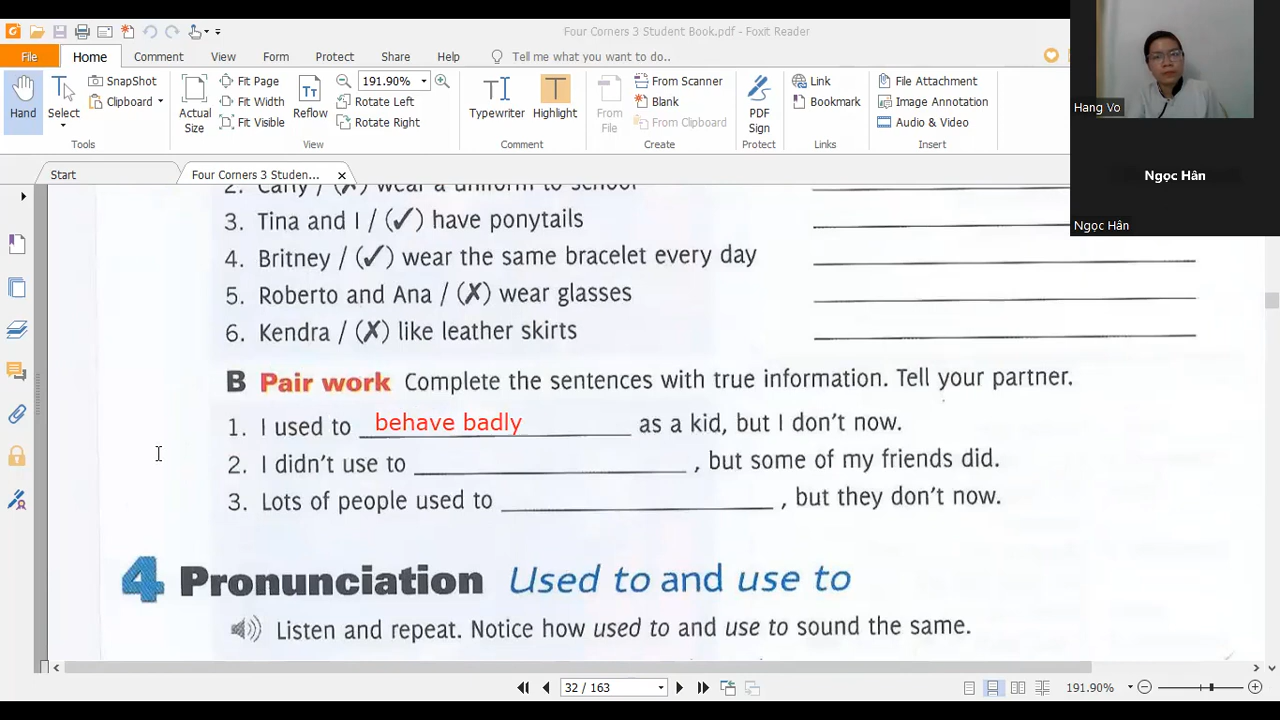 Four Corners 3 Student Book.pdf - Foxit Reader
File Home Comment View Form Protect Share Help Tell me what you want to do..
Hand
Select
SnapShot
Clipboard
Tools
Actual Size
Fit Page
Fit Width
Fit Visible
Reflow
191.90%
Rotate Left
Rotate Right
View
Typewriter
Highlight
Comment
From File
From Scanner
Blank
From Clipboard
Create
PDF Sign
Protect
Link
Bookmark
Links
File Attachment
Image Annotation
Audio & Video
Insert
Hang Vo
Ngọc Hân
Ngọc Hân
Start
Four Corners 3 Studen...
2. Carly / (✗) wear a uniform to school
3. Tina and I / (✓) have ponytails
4. Britney / (✓) wear the same bracelet every day
5. Roberto and Ana / (✗) wear glasses
6. Kendra / (✗) like leather skirts
B Pair work Complete the sentences with true information. Tell your partner.
1. I used to behave badly as a kid, but I don't now.
2. I didn't use to , but some of my friends did.
3. Lots of people used to , but they don't now.
4 Pronunciation Used to and use to
Listen and repeat. Notice how used to and use to sound the same.
32 / 163
191.90%